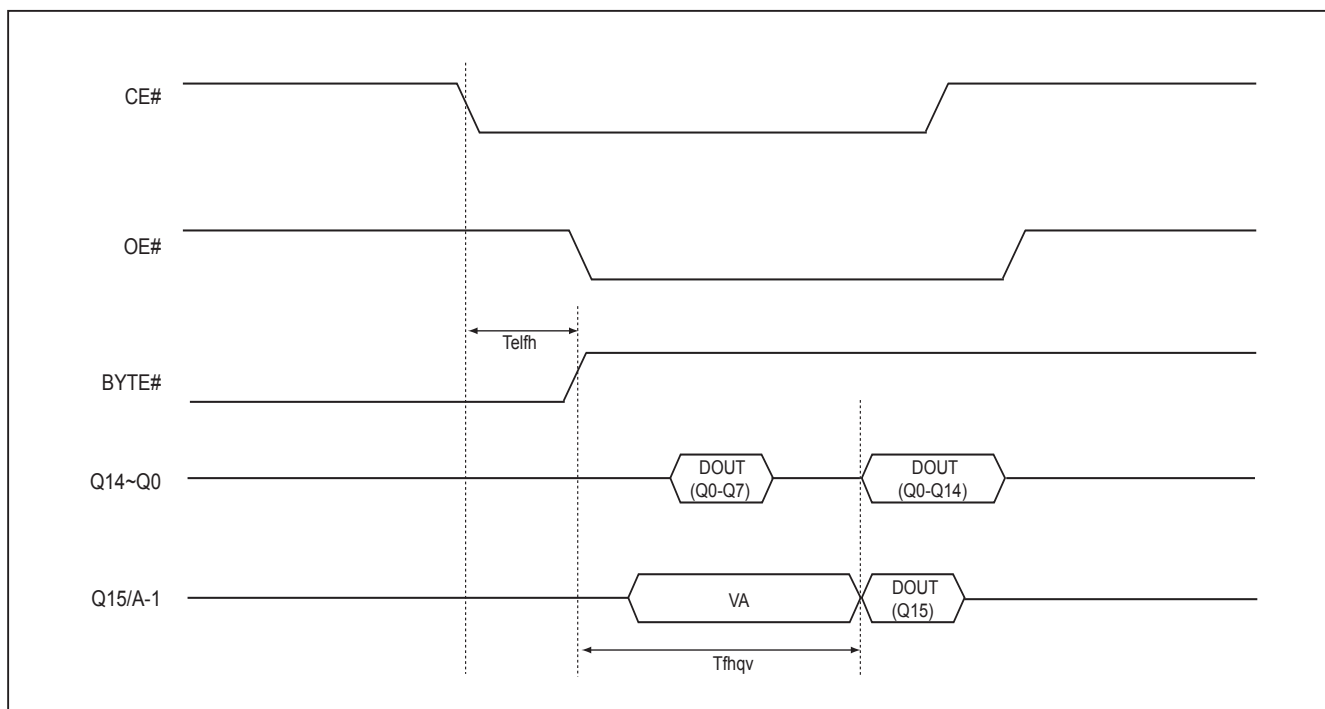 CE#
OE#
Telfh
BYTE#
Q14~Q0
DOUT
(Q0-Q7)
DOUT
(Q0-Q14)
Q15/A-1
VA
DOUT
(Q15)
Tfhqv